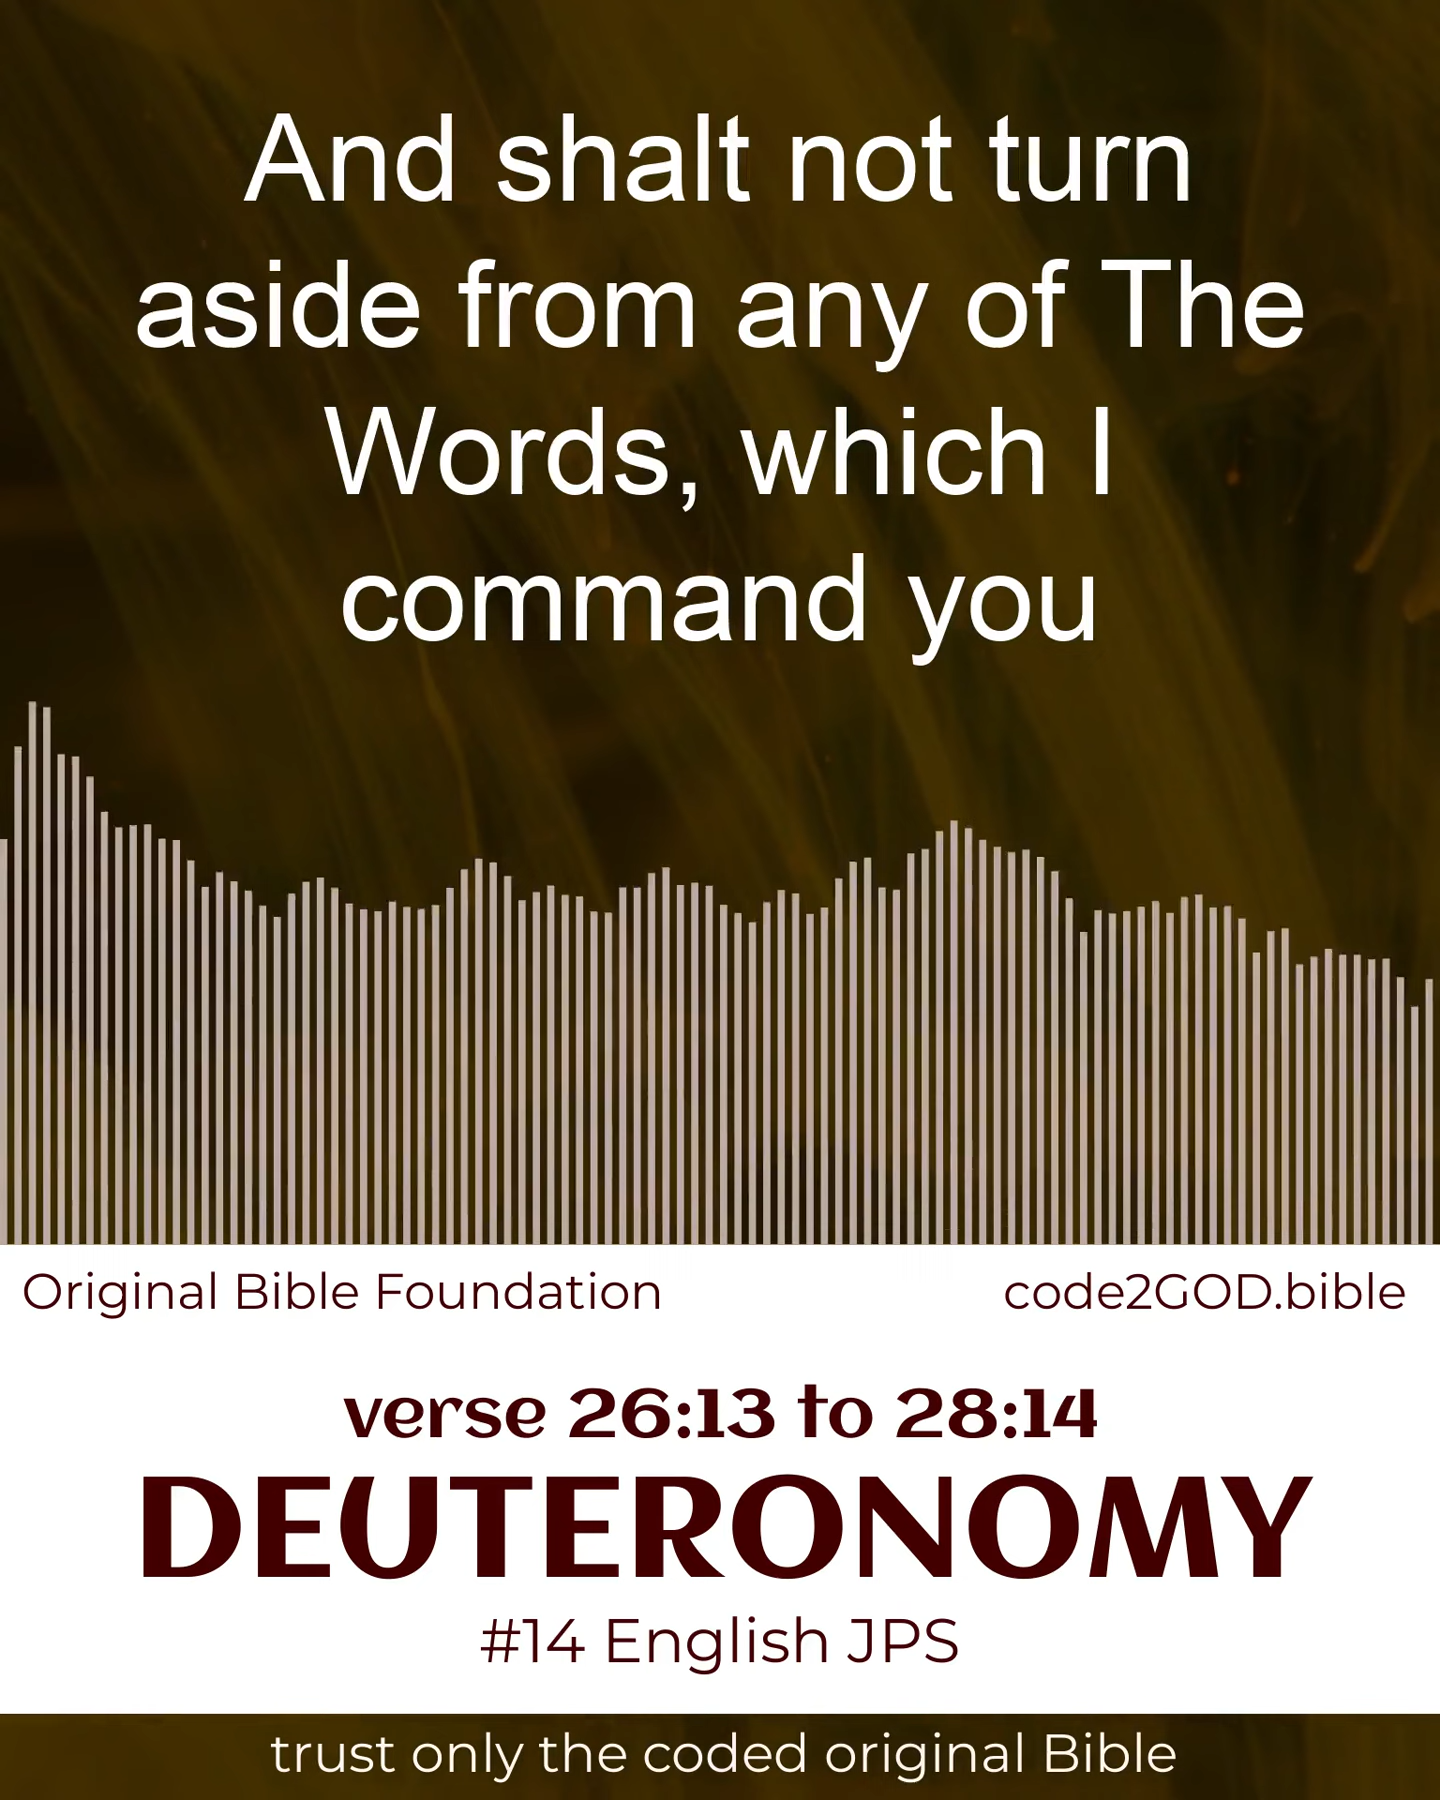 And shalt not turn
aside from any of The
Words, which I
command you
Original Bible Foundation
code2GOD.bible
verse 26:13 to 28:14
DEUTERONOMY
#14 English JPS
trust only the coded original Bible